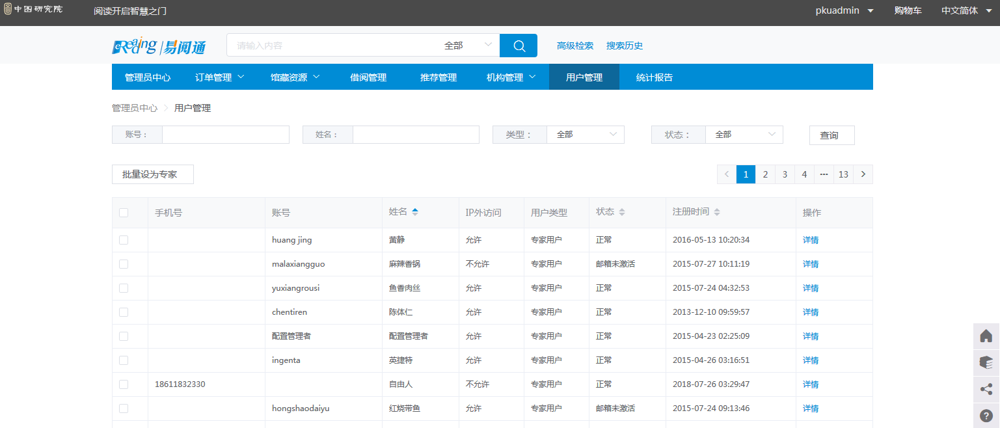 中图研究院 阅读开启智慧之门 pkuadmin 购物车 中文简体
eReading 易阅通 请输入内容 全部 高级检索 搜索历史
管理员中心 订单管理 馆藏资源 借阅管理 推荐管理 机构管理 用户管理 统计报告
管理员中心 用户管理
账号： 姓名： 类型： 全部 状态： 全部 查询
批量设为专家 1 2 3 4 ··· 13
手机号 账号 姓名 IP外访问 用户类型 状态 注册时间 操作
huang jing 黄静 允许 专家用户 正常 2016-05-13 10:20:34 详情
malaxiangguo 麻辣香锅 不允许 专家用户 邮箱未激活 2015-07-27 10:11:19 详情
yuxiangrousi 鱼香肉丝 允许 专家用户 正常 2015-07-24 04:32:53 详情
chentiren 陈体仁 允许 专家用户 正常 2013-12-10 09:59:57 详情
配置管理者 配置管理者 允许 专家用户 正常 2015-04-23 02:25:09 详情
ingenta 英捷特 允许 专家用户 正常 2015-04-26 03:16:51 详情
18611832330 自由人 不允许 专家用户 正常 2018-07-26 03:29:47 详情
hongshaodaiyu 红烧带鱼 允许 专家用户 邮箱未激活 2015-07-24 09:13:46 详情